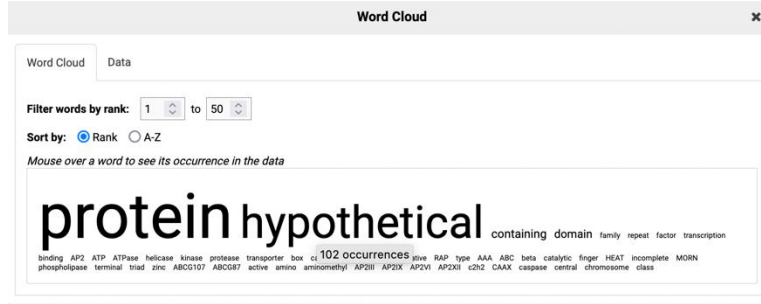 Word Cloud ×
Word Cloud Data
Filter words by rank: 1 to 50
Sort by: Rank A-Z
Mouse over a word to see its occurrence in the data
protein hypothetical containing domain family repeat factor transcription
binding AP2 ATP ATPase helicase kinase protease transporter box RAP type AAA ABC beta catalytic finger HEAT incomplete MORN
102 occurrences
phospholipase terminal triad zinc ABCG107 ABCG87 active amino aminomethyl AP2III AP2IX AP2VI AP2XII c2h2 CAAX caspase central chromosome class